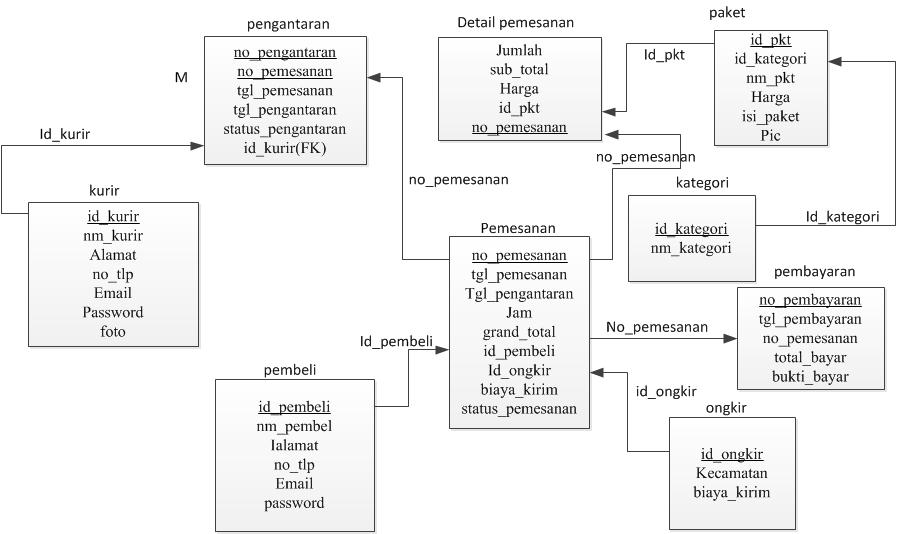 pengantaran
no_pengantaran
no_pemesanan
tgl_pemesanan
tgl_pengantaran
status_pengantaran
id_kurir(FK)
M
Detail pemesanan
Jumlah
sub_total
Harga
id_pkt
no_pemesanan
paket
id_pkt
id_kategori
nm_pkt
Harga
isi_paket
Pic
Id_pkt
Id_kurir
no_pemesanan
no_pemesanan
kurir
id_kurir
nm_kurir
Alamat
no_tlp
Email
Password
foto
kategori
id_kategori
nm_kategori
Id_kategori
Pemesanan
no_pemesanan
tgl_pemesanan
Tgl_pengantaran
Jam
grand_total
id_pembeli
Id_ongkir
biaya_kirim
status_pemesanan
pembayaran
no_pembayaran
tgl_pembayaran
no_pemesanan
total_bayar
bukti_bayar
No_pemesanan
Id_pembeli
pembeli
id_pembeli
nm_pembel
Ialamat
no_tlp
Email
password
id_ongkir
ongkir
id_ongkir
Kecamatan
biaya_kirim